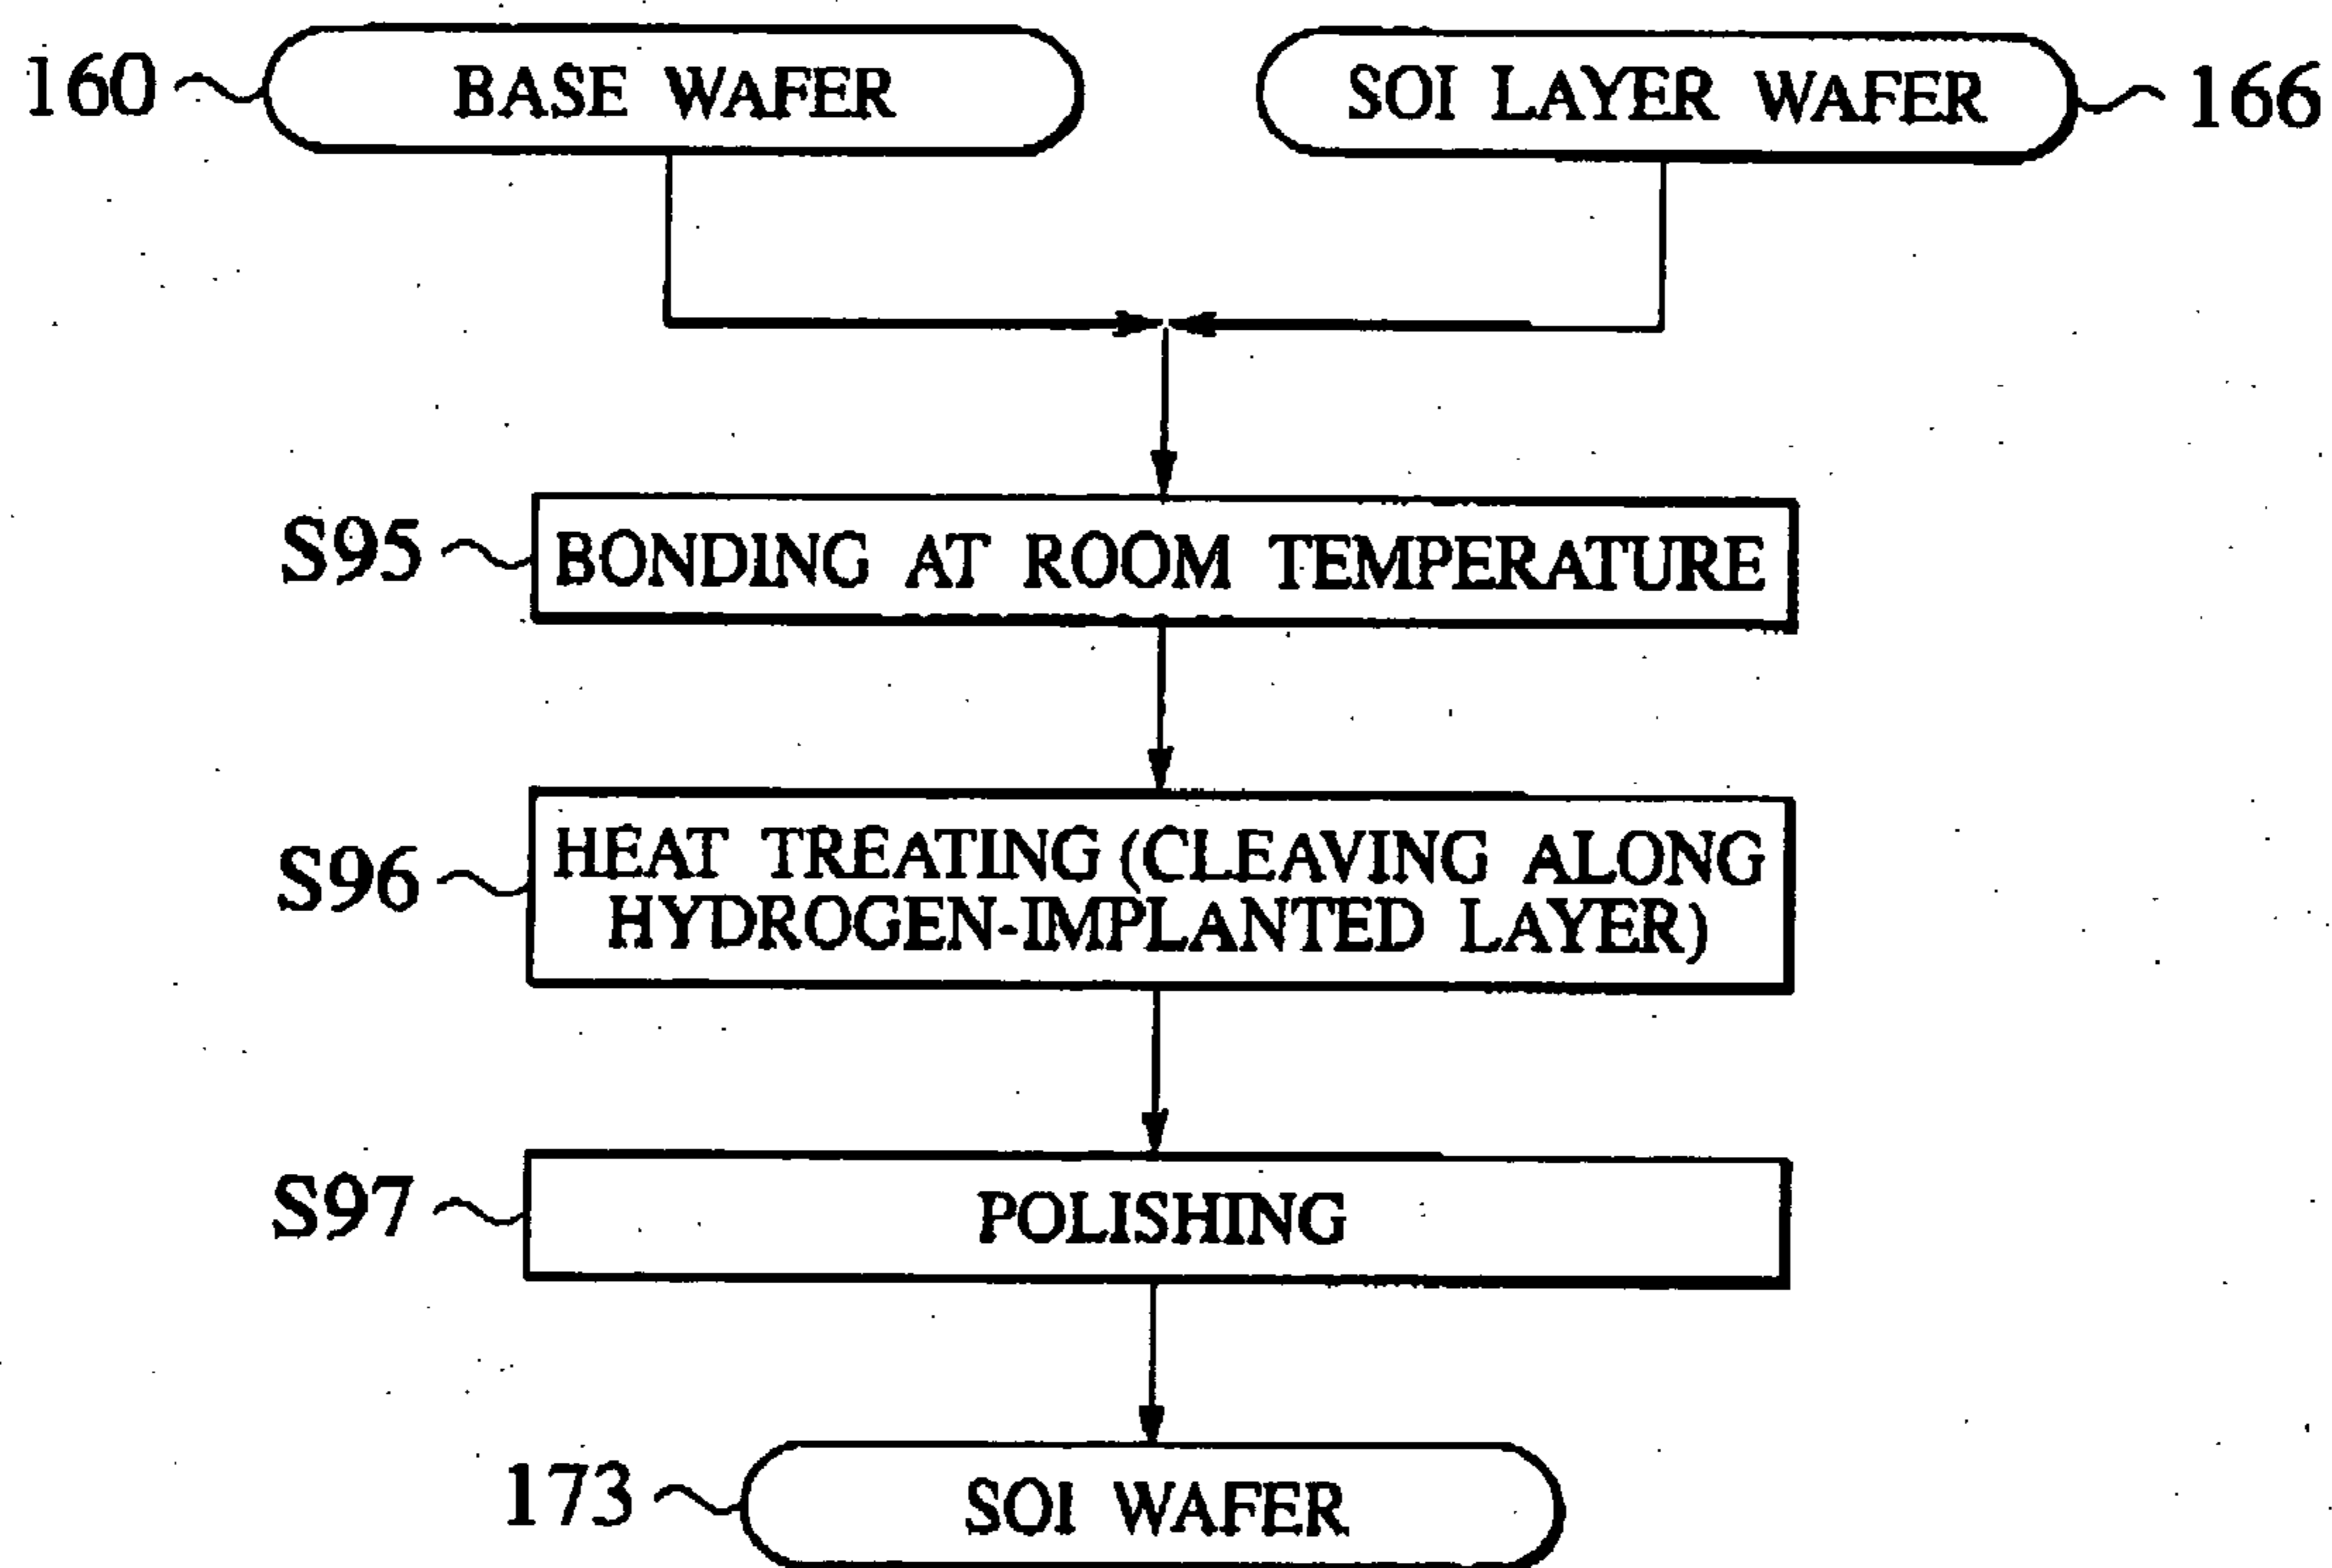 160
BASE WAFER
SOI LAYER WAFER
166
S95
BONDING AT ROOM TEMPERATURE
S96
HEAT TREATING (CLEAVING ALONG
HYDROGEN-IMPLANTED LAYER)
S97
POLISHING
173
SOI WAFER